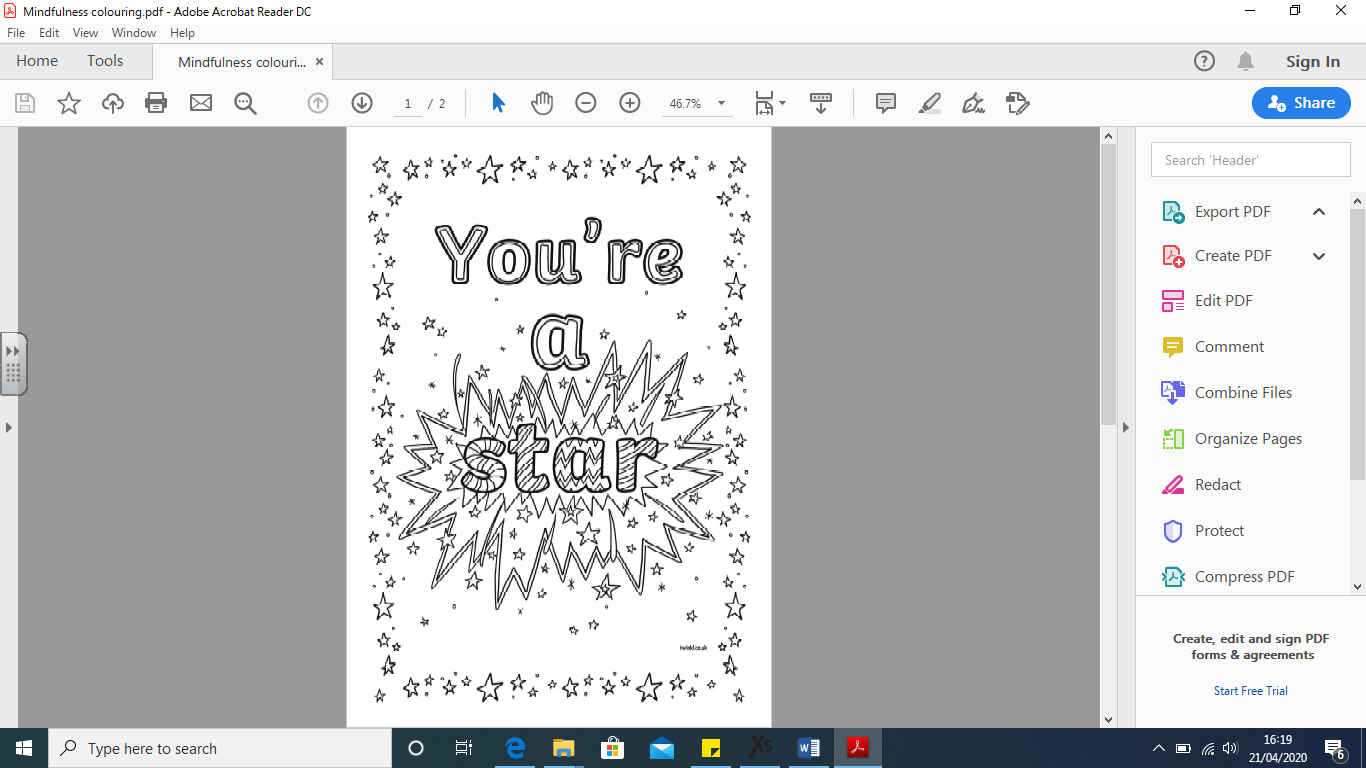 Mindfulness colouring.pdf - Adobe Acrobat Reader DC
File Edit View Window Help
Home Tools Mindfulness colouri... × Sign In
1 / 2 46.7% Share
You're
a
star
twinkl.co.uk
Search 'Header'
Export PDF
Create PDF
Edit PDF
Comment
Combine Files
Organize Pages
Redact
Protect
Compress PDF
Create, edit and sign PDF
forms & agreements
Start Free Trial
Type here to search
16:19
21/04/2020
6